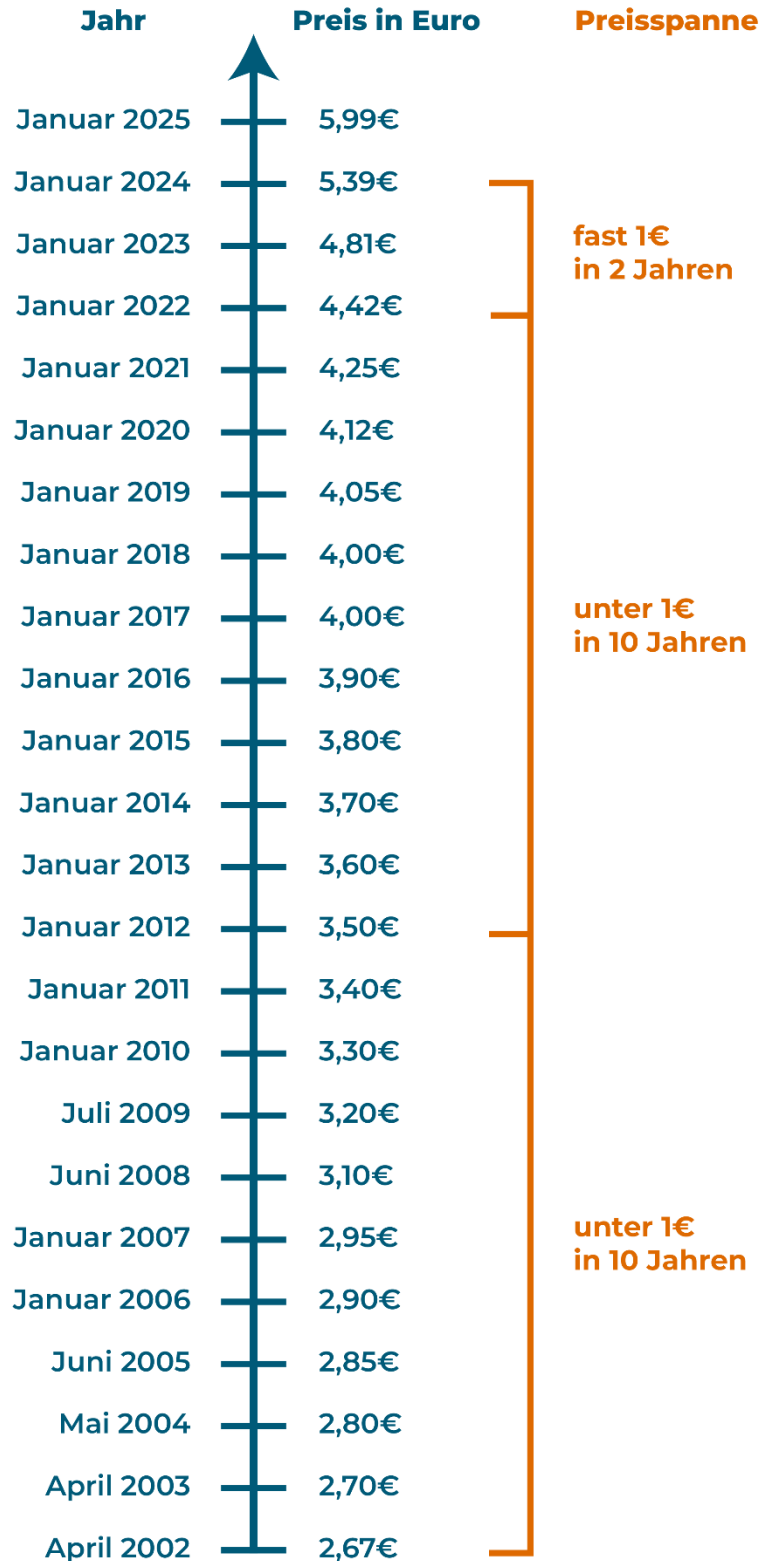 Jahr Preis in Euro Preisspanne
Januar 2025 5,99€
Januar 2024 5,39€
fast 1€
Januar 2023 4,81€
in 2 Jahren
Januar 2022 4,42€
Januar 2021 4,25€
Januar 2020 4,12€
Januar 2019 4,05€
Januar 2018 4,00€
Januar 2017 4,00€
unter 1€
in 10 Jahren
Januar 2016 3,90€
Januar 2015 3,80€
Januar 2014 3,70€
Januar 2013 3,60€
Januar 2012 3,50€
Januar 2011 3,40€
Januar 2010 3,30€
Juli 2009 3,20€
Juni 2008 3,10€
unter 1€
Januar 2007 2,95€
in 10 Jahren
Januar 2006 2,90€
Juni 2005 2,85€
Mai 2004 2,80€
April 2003 2,70€
April 2002 2,67€